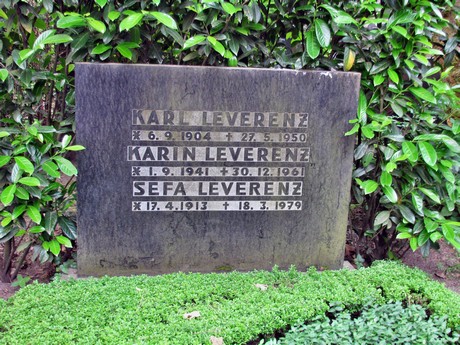 KARL LEVERENZ
* 6.9.1904 † 27.5.1950
KARIN LEVERENZ
* 1.9.1941 † 30.12.1961
SEFA LEVERENZ
* 17.4.1913 † 18.3.1979